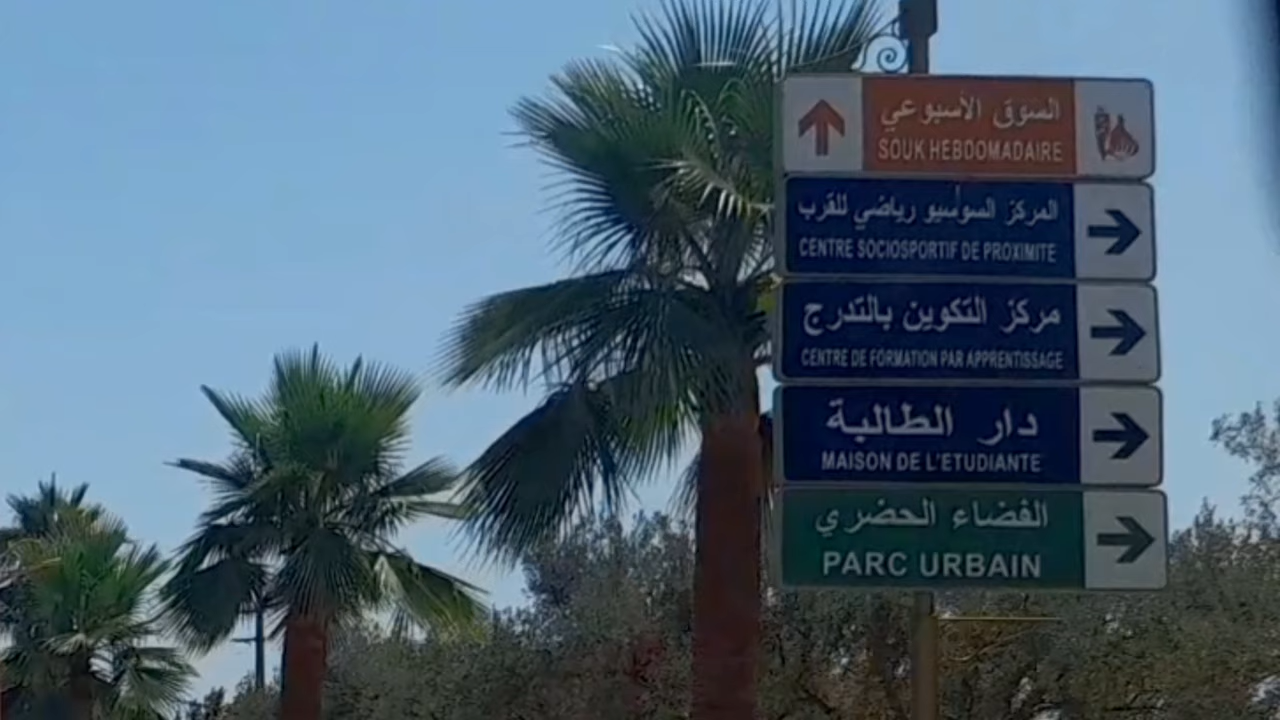 السوق الأسبوعي
SOUK HEBDOMADAIRE
المركز السوسيو رياضي للقرب
CENTRE SOCIOSPORTIF DE PROXIMITE
مركز التكوين بالتدرج
CENTRE DE FORMATION PAR APPRENTISSAGE
دار الطالبة
MAISON DE L'ETUDIANTE
الفضاء الحضري
PARC URBAIN